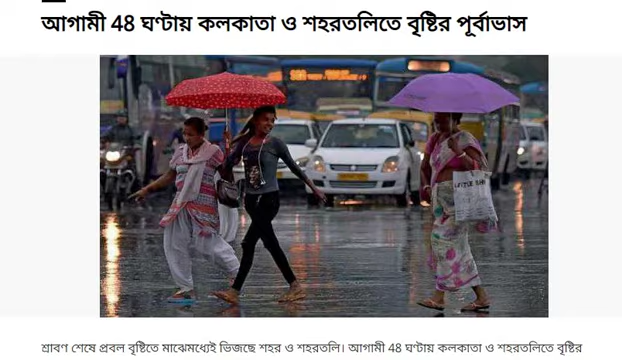 আগামী 48 ঘণ্টায় কলকাতা ও শহরতলিতে বৃষ্টির পূর্বাভাস
শ্রাবণ শেষে প্রবল বৃষ্টিতে মাঝেমধ্যেই ভিজছে শহর ও শহরতলি। আগামী 48 ঘণ্টায় কলকাতা ও শহরতলিতে বৃষ্টির